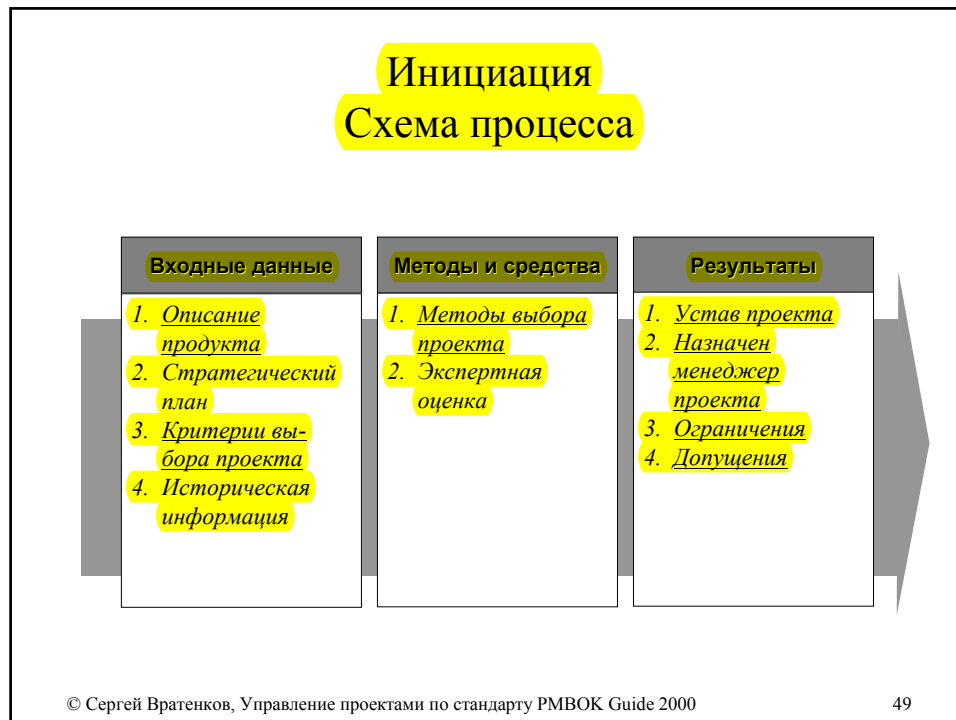 Инициация
Схема процесса
Входные данные
1. Описание
продукта
2. Стратегический
план
3. Критерии вы-
бора проекта
4. Историческая
информация
Методы и средства
1. Методы выбора
проекта
2. Экспертная
оценка
Результаты
1. Устав проекта
2. Назначен
менеджер
проекта
3. Ограничения
4. Допущения
© Сергей Вратенков, Управление проектами по стандарту PMBOK Guide 2000 49